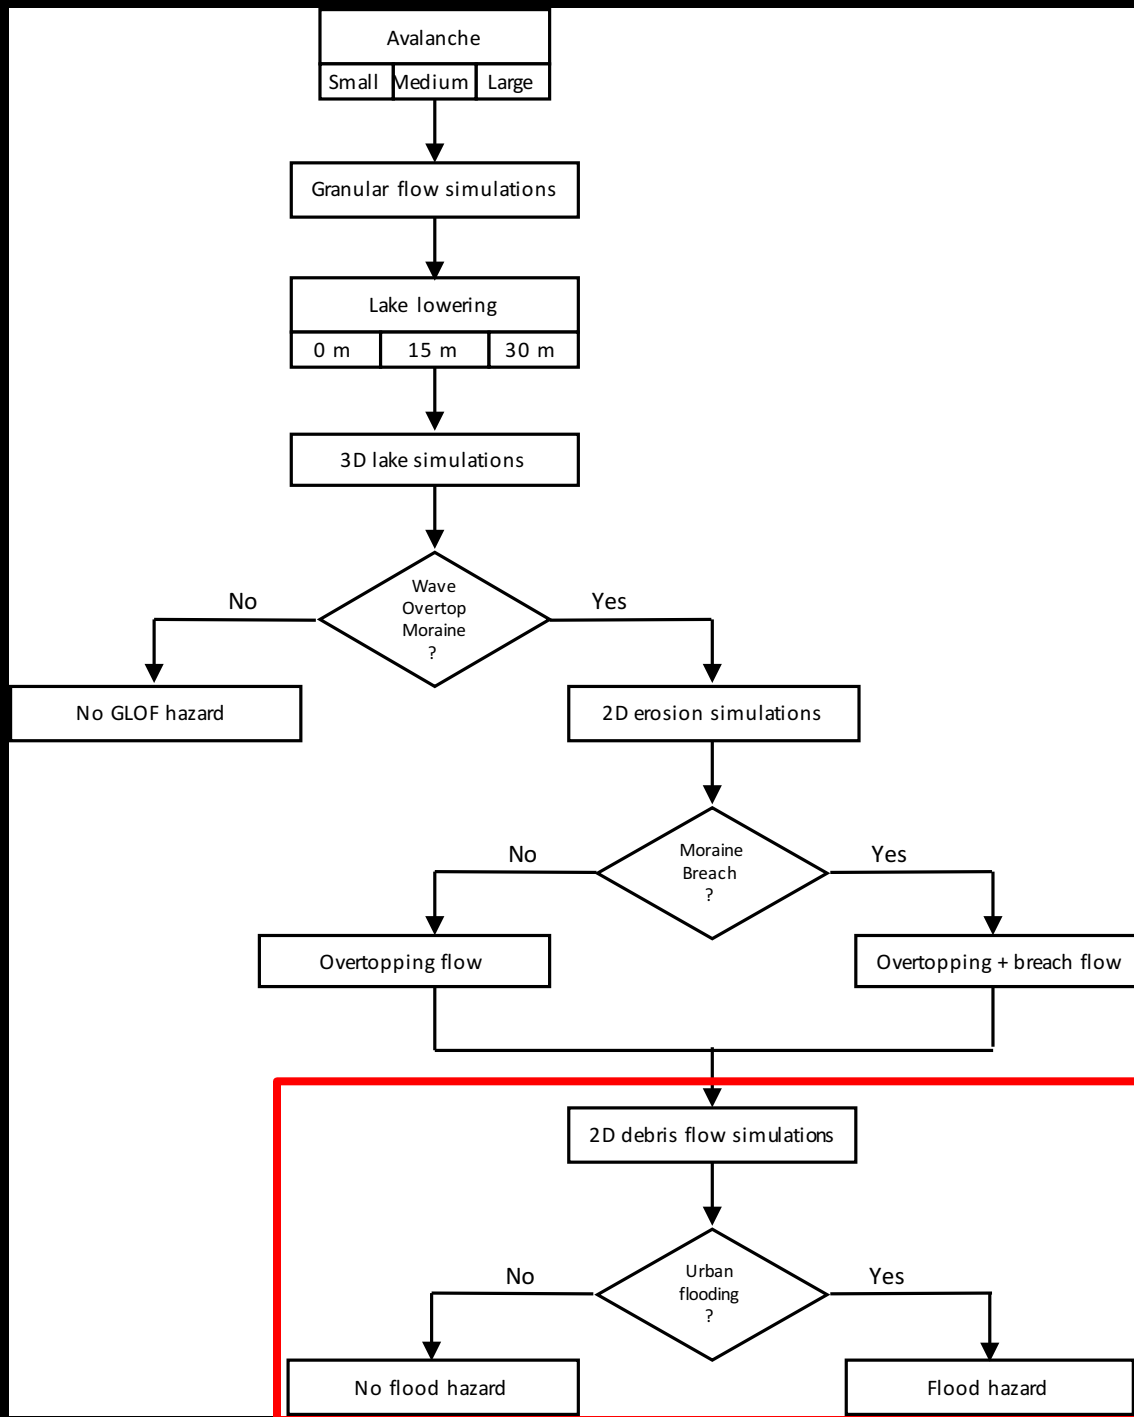 Avalanche
Small Medium Large
Granular flow simulations
Lake lowering
0 m 15 m 30 m
3D lake simulations
Wave
Overtop
Moraine
?
No
Yes
No GLOF hazard
2D erosion simulations
Moraine
Breach
?
No
Yes
Overtopping flow
Overtopping + breach flow
2D debris flow simulations
Urban
flooding
?
No
Yes
No flood hazard
Flood hazard